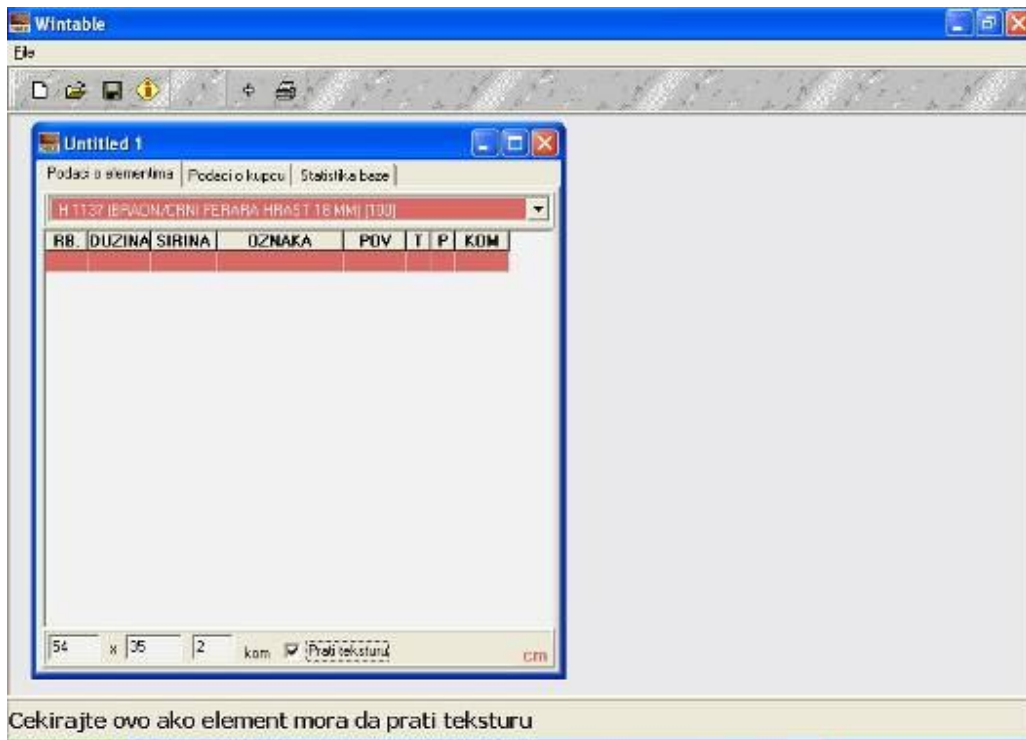 Wintable
File
Untitled 1
Podaci o elementima Podaci o kupcu Statistika baze
H 1137 (BRAON/CRNI FERARA HRAST 18 MM) [100]
RB. DUZINA SIRINA OZNAKA POV T P KOM
54 x 35 2 kom Prati teksturu cm
Cekirajte ovo ako element mora da prati teksturu